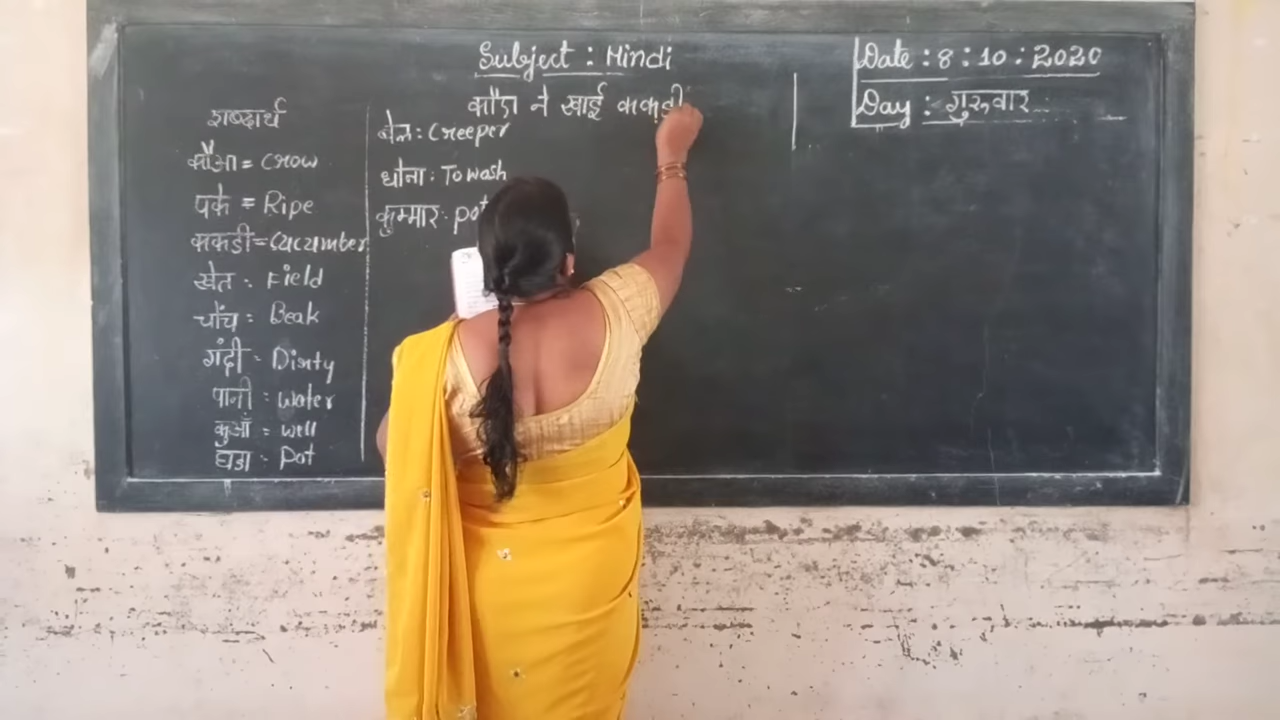 Subject : Hindi
कौए ने खाई ककड़ी
Date : 8 : 10 : 2020
Day : गुरुवार
शब्दार्थ
कौआ = Crow
पके = Ripe
ककडी = Cucumber
खेत : Field
चोंच : Beak
गंदी : Dirty
पानी : Water
कुआँ : well
घडा : Pot
बेल : Creeper
धोना : To wash
कुम्मार : pot